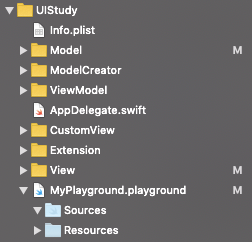 UIStudy
Info.plist
Model M
ModelCreator
ViewModel
AppDelegate.swift
CustomView
Extension
View M
MyPlayground.playground M
Sources
Resources